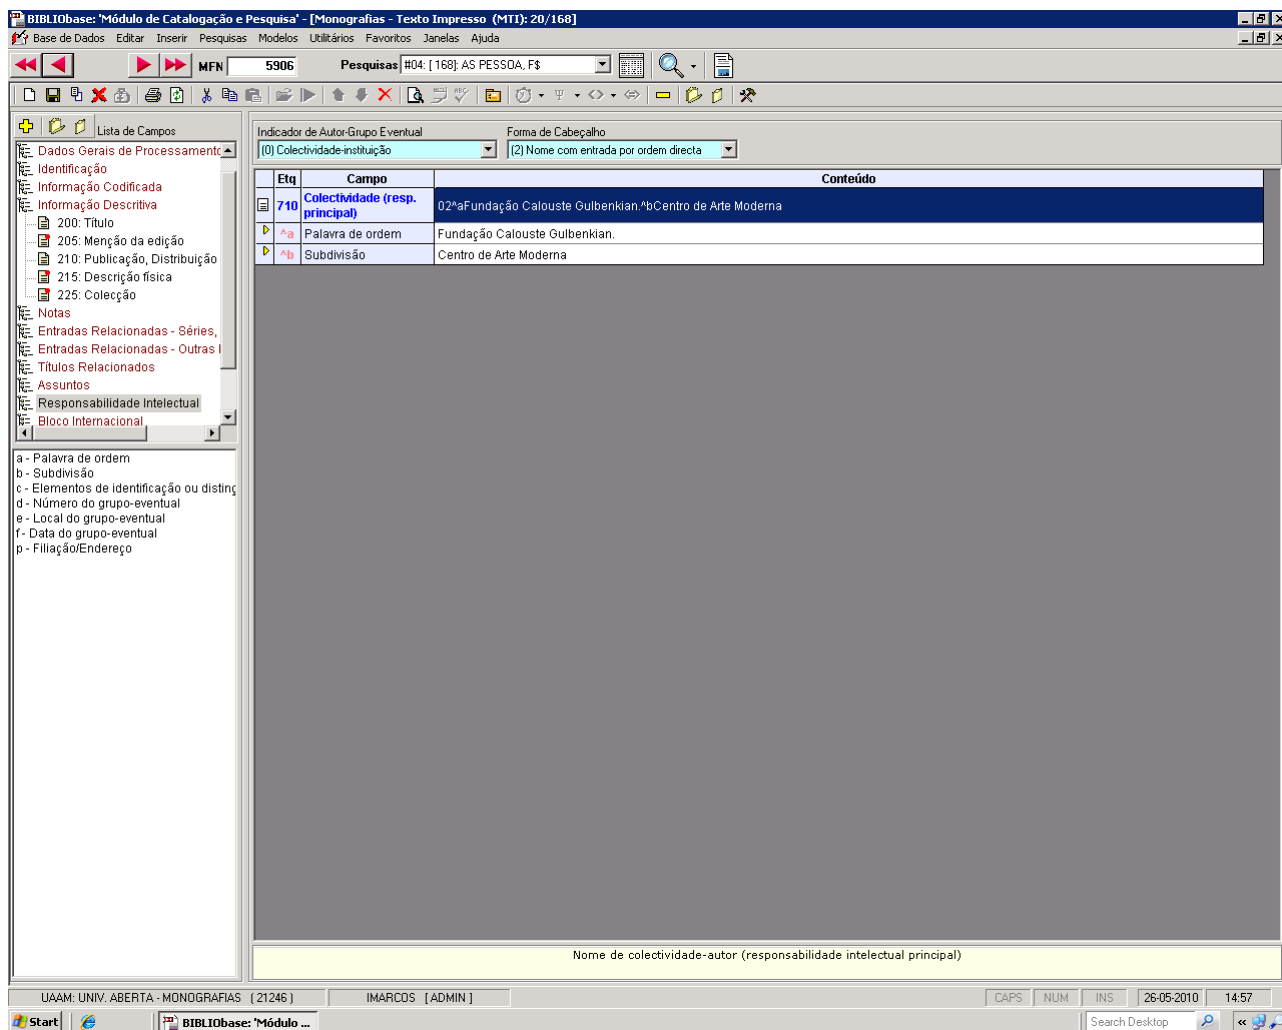 BIBLIObase: 'Módulo de Catalogação e Pesquisa' - [Monografias - Texto Impresso (MTI): 20/168]
Base de Dados Editar Inserir Pesquisas Modelos Utilitários Favoritos Janelas Ajuda
MFN 5906 Pesquisas #04: [ 168]: AS PESSOA, F$
Lista de Campos
Dados Gerais de Processamento
Identificação
Informação Codificada
Informação Descritiva
200: Título
205: Menção da edição
210: Publicação, Distribuição
215: Descrição física
225: Colecção
Notas
Entradas Relacionadas - Séries,
Entradas Relacionadas - Outras
Títulos Relacionados
Assuntos
Responsabilidade Intelectual
Bloco Internacional
a - Palavra de ordem
b - Subdivisão
c - Elementos de identificação ou disting
d - Número do grupo-eventual
e - Local do grupo-eventual
f - Data do grupo-eventual
p - Filiação/Endereço
Indicador de Autor-Grupo Eventual Forma de Cabeçalho
(0) Colectividade-instituição (2) Nome com entrada por ordem directa
Etq Campo Conteúdo
710 Colectividade (resp. principal) 02^aFundação Calouste Gulbenkian.^bCentro de Arte Moderna
^a Palavra de ordem Fundação Calouste Gulbenkian.
^b Subdivisão Centro de Arte Moderna
Nome de colectividade-autor (responsabilidade intelectual principal)
UAAM: UNIV. ABERTA - MONOGRAFIAS ( 21246 ) IMARCOS [ ADMIN ] CAPS NUM INS 26-05-2010 14:57
Start BIBLIObase: 'Módulo ... Search Desktop